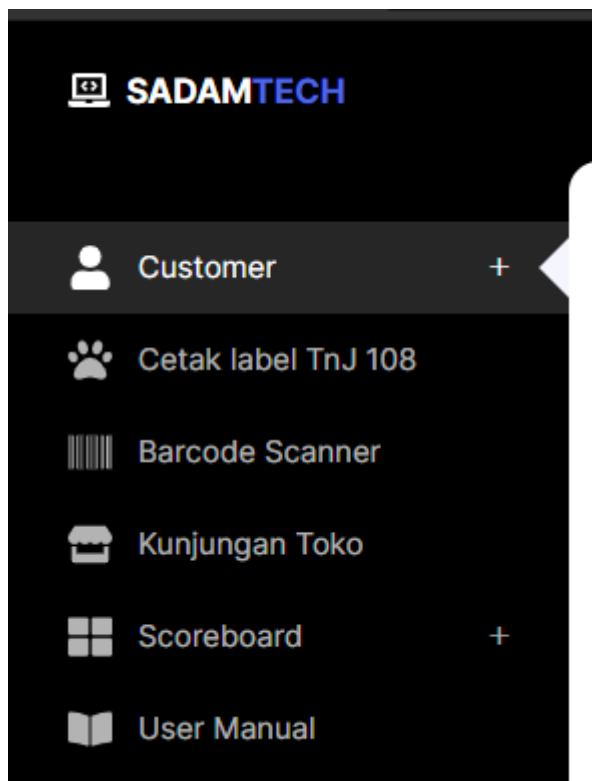 SADAMTECH
Customer +
Cetak label TnJ 108
Barcode Scanner
Kunjungan Toko
Scoreboard +
User Manual